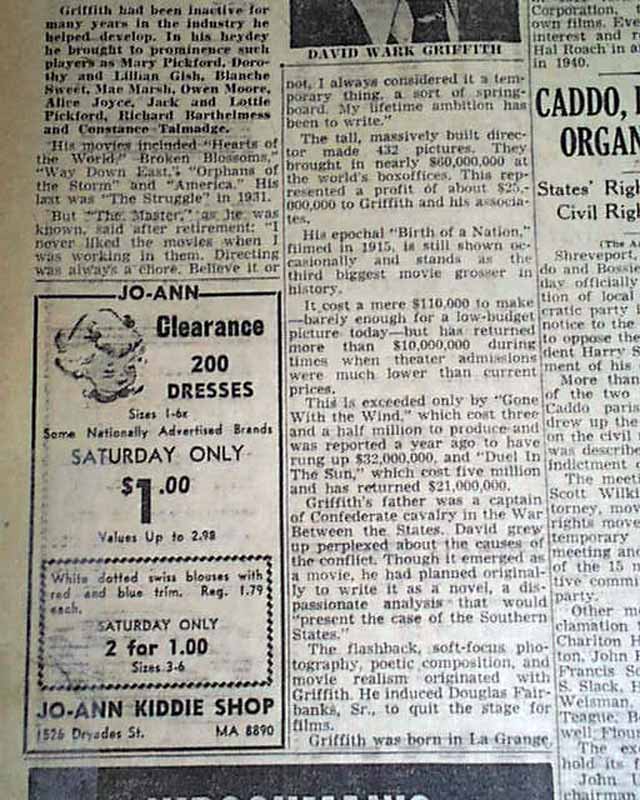 Griffith had been inactive for
many years in the industry he
helped develop. In his heydey
he brought to prominence such
players as Mary Pickford, Doro-
thy and Lillian Gish, Blanche
Sweet, Mae Marsh, Owen Moore,
Alice Joyce, Jack and Lottie
Pickford, Richard Barthelmess
and Constance Talmadge.
His movies included "Hearts of
the World," Broken Blossoms,"
"Way Down East," "Orphans of
the Storm" and "America." His
last was "The Struggle" in 1931.
But "The Master," as he was
known, said after retirement: "I
never liked the movies when I
was working in them. Directing
was always a chore. Believe it or
JO-ANN
Clearance
200
DRESSES
Sizes 1-6x
Some Nationally Advertised Brands
SATURDAY ONLY
$1.00
Values Up to 2.98
White dotted swiss blouses with
red and blue trim. Reg. 1.79
each.
SATURDAY ONLY
2 for 1.00
Sizes 3-6
JO-ANN KIDDIE SHOP
1526 Dryades St. MA 8890
DAVID WARK GRIFFITH
not, I always considered it a tem-
porary thing, a sort of spring-
board. My lifetime ambition has
been to write."
The tall, massively built direc-
tor made 432 pictures. They
brought in nearly $60,000,000 at
the world's boxoffices. This rep-
resented a profit of about $25,-
000,000 to Griffith and his associa-
tes.
His epochal "Birth of a Nation,"
filmed in 1915, is still shown oc-
casionally and stands as the
third biggest movie grosser in
history.
It cost a mere $110,000 to make
—barely enough for a low-budget
picture today—but has returned
more than $10,000,000 during
times when theater admissions
were much lower than current
prices.
This is exceeded only by "Gone
With the Wind," which cost three
and a half million to produce and
was reported a year ago to have
rung up $32,000,000, and "Duel In
The Sun," which cost five million
and has returned $21,000,000.
Griffith's father was a captain
of Confederate cavalry in the War
Between the States. David grew
up perplexed about the causes of
the conflict. Though it emerged as
a movie, he had planned original-
ly to write it as a novel, a dis-
passionate analysis that would
"present the case of the Southern
States."
The flashback, soft-focus pho-
tography, poetic composition, and
movie realism originated with
Griffith. He induced Douglas Fair-
banks, Sr., to quit the stage for
films.
Griffith was born in La Grange,
Corporation,
own films. Eve
interest and r
Hal Roach in a
in 1940.
CADDO,
ORGAN
States' Righ
Civil Righ
(The A
Shreveport,
do and Bossi
day officially
tion of local
cratic party i
notice to the
to oppose the
dent Harry S
ment of his
More than
of the two
Caddo pari
drew up the
on the civil
was describe
indictment
The meeti
Scott Wilk
torney, mov
rights move
temporary
meeting an
of the 15 m
tive commu
party.
Other m
clamation
Charlton
ton, John
Francis S
S. Slack,
Weisman,
Teague, B
well, Flou
The exe
hold its f
John
chairman